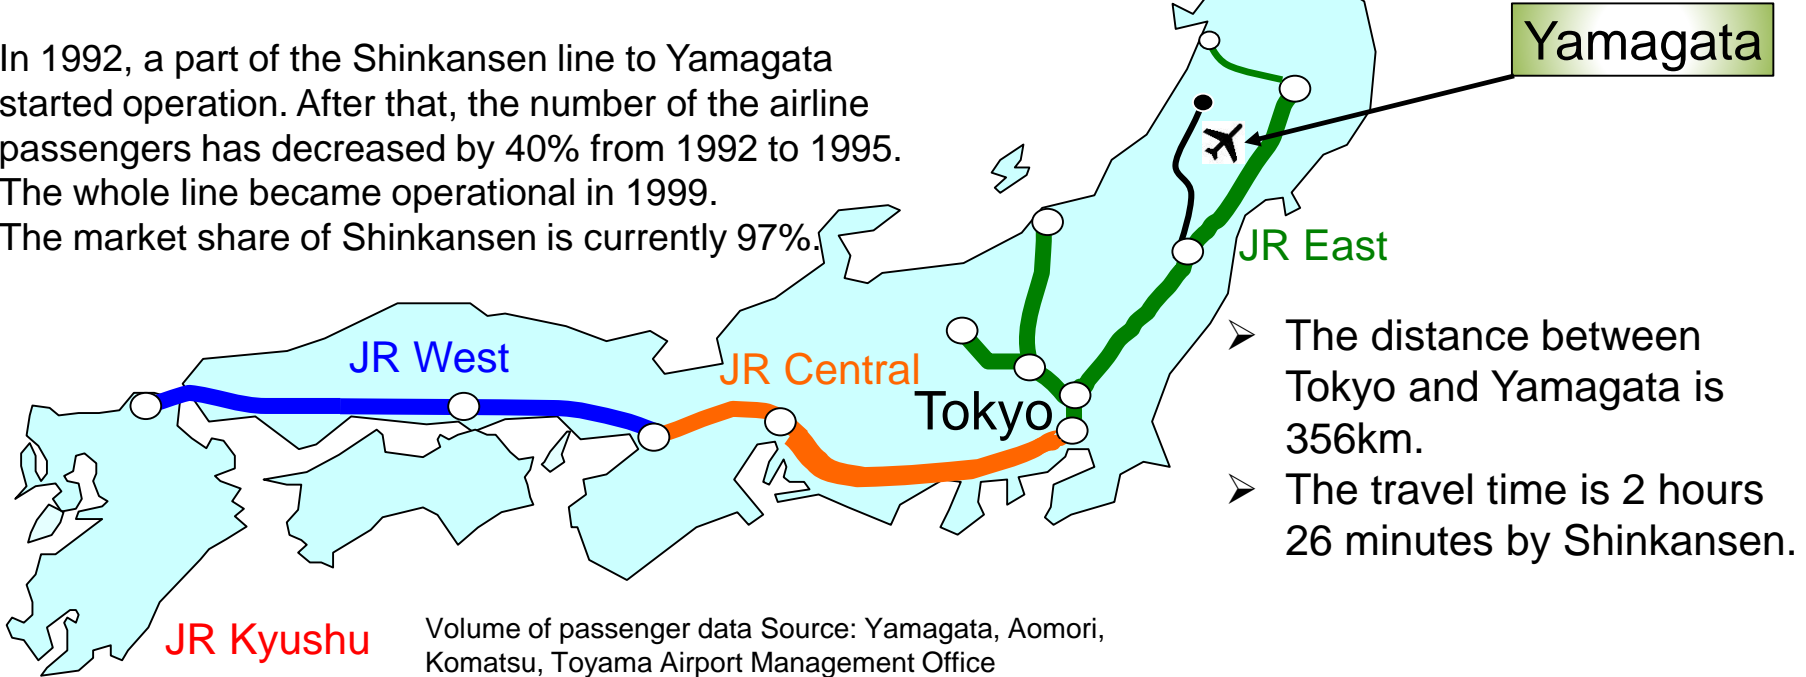 Yamagata
In 1992, a part of the Shinkansen line to Yamagata
started operation. After that, the number of the airline
passengers has decreased by 40% from 1992 to 1995.
The whole line became operational in 1999.
The market share of Shinkansen is currently 97%.
JR East
JR West
JR Central
Tokyo
➢ The distance between
Tokyo and Yamagata is
356km.
➢ The travel time is 2 hours
26 minutes by Shinkansen.
JR Kyushu
Volume of passenger data Source: Yamagata, Aomori,
Komatsu, Toyama Airport Management Office